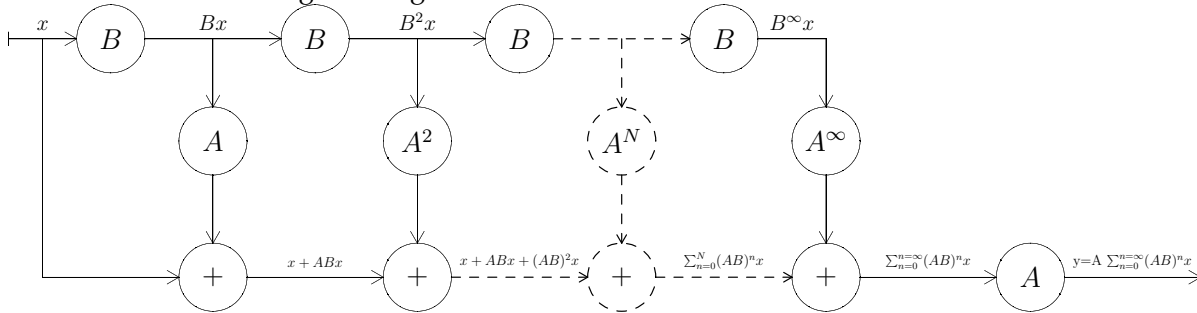 x Bx B²x B^∞x
B B B B
A A² A^N A^∞
x + ABx x + ABx + (AB)²x ∑_{n=0}^{N}(AB)^n x ∑_{n=0}^{n=∞}(AB)^n x y=A ∑_{n=0}^{n=∞}(AB)^n x
+ + + + A